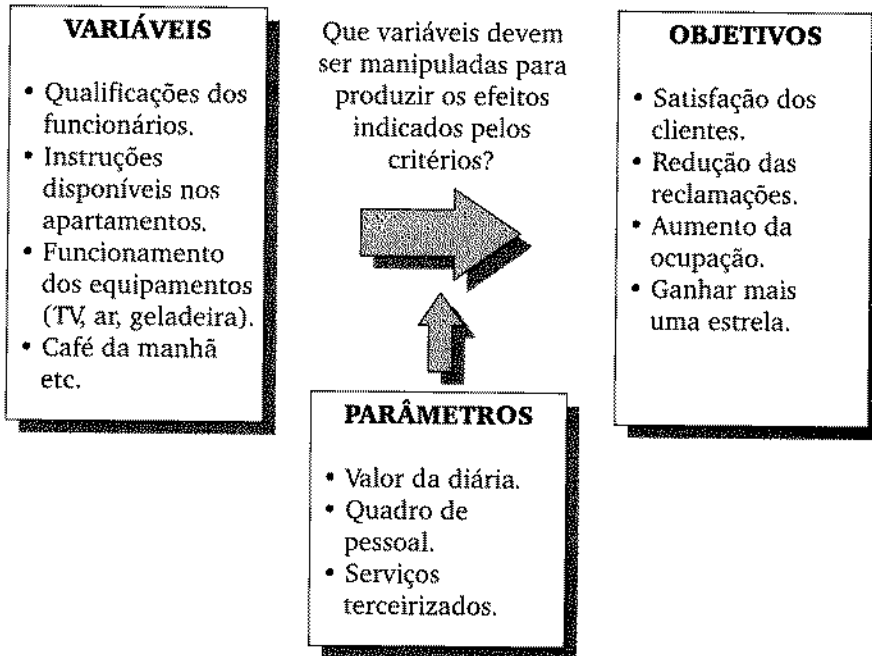 VARIÁVEIS
• Qualificações dos
funcionários.
• Instruções
disponíveis nos
apartamentos.
• Funcionamento
dos equipamentos
(TV, ar, geladeira).
• Café da manhã
etc.
Que variáveis devem
ser manipuladas para
produzir os efeitos
indicados pelos
critérios?
OBJETIVOS
• Satisfação dos
clientes.
• Redução das
reclamações.
• Aumento da
ocupação.
• Ganhar mais
uma estrela.
PARÂMETROS
• Valor da diária.
• Quadro de
pessoal.
• Serviços
terceirizados.